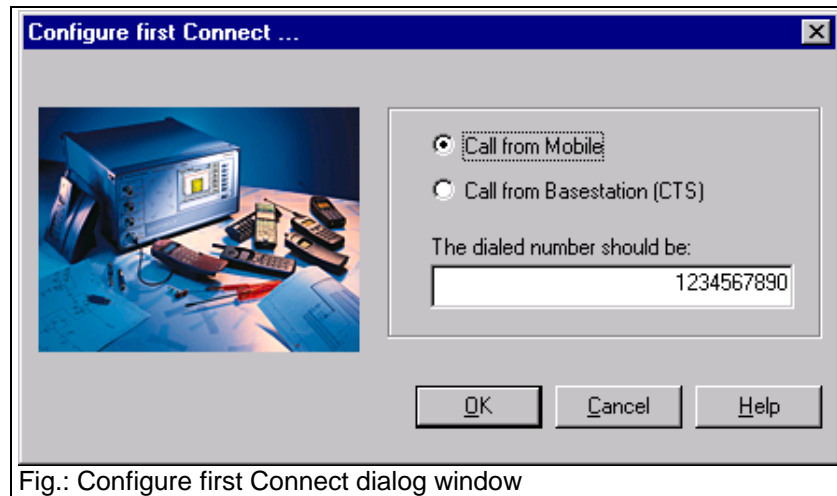 Configure first Connect ...
Call from Mobile
Call from Basestation (CTS)
The dialed number should be:
1234567890
OK
Cancel
Help
Fig.: Configure first Connect dialog window